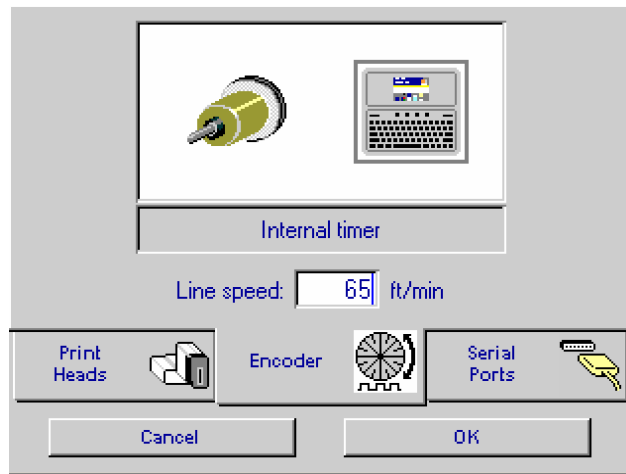 Internal timer
Line speed: 65 ft/min
Print
Heads
Encoder
Serial
Ports
Cancel
OK